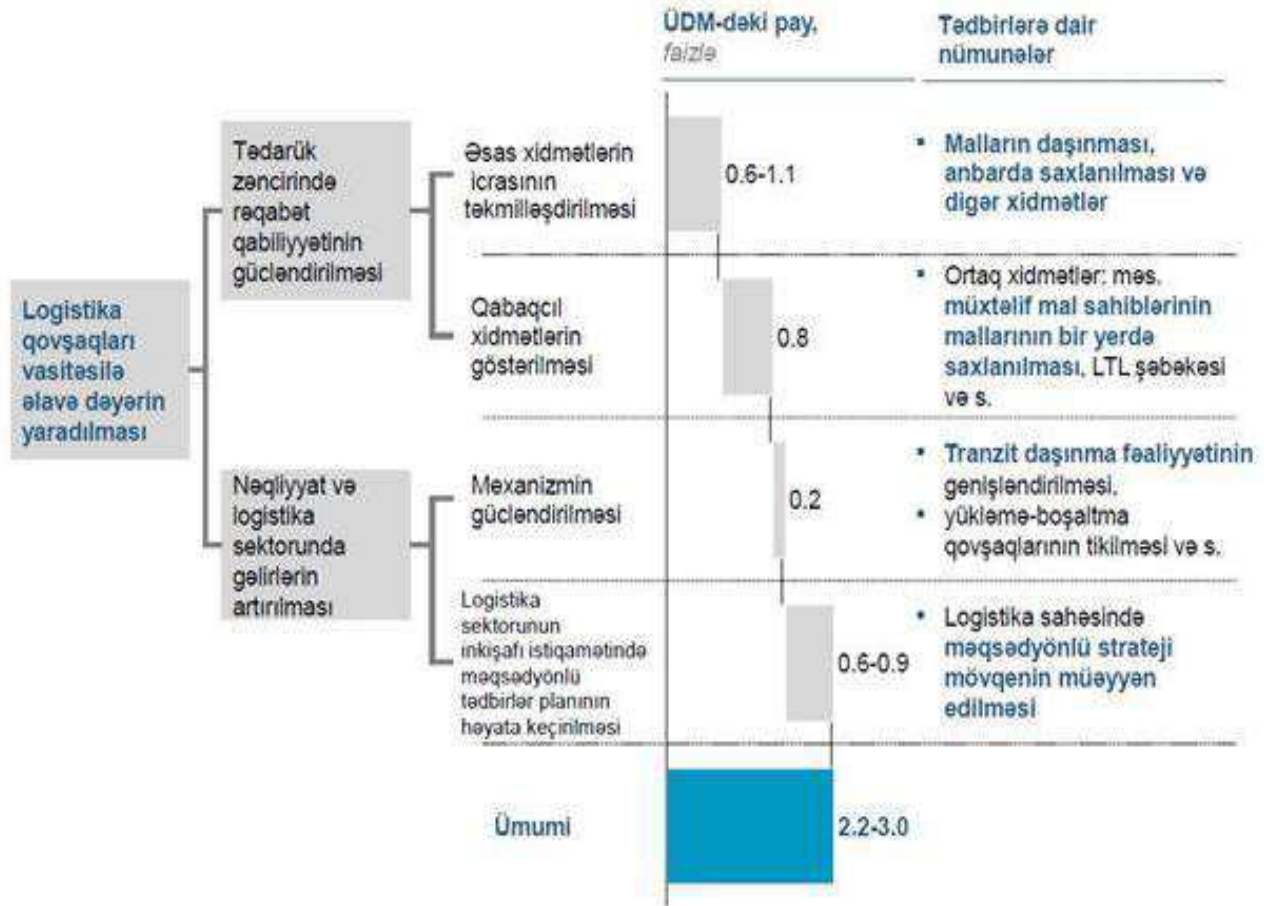 ÜDM-dəki pay,
faizlə
Tədbirlərə dair
nümunələr
Logistika
qovşaqları
vasitəsilə
əlavə dəyərin
yaradılması
Tədarük
zəncirində
rəqabət
qabiliyyətinin
gücləndirilməsi
Əsas xidmətlərin
icrasının
təkmilləşdirilməsi
0.6-1.1
• Malların daşınması,
anbarda saxlanılması və
digər xidmətlər
Qabaqcıl
xidmətlərin
göstərilməsi
0.8
• Ortaq xidmətlər: məs.
müxtəlif mal sahiblərinin
mallarının bir yerdə
saxlanılması, LTL şəbəkəsi
və s.
Nəqliyyat və
logistika
sektorunda
gəlirlərin
artırılması
Mexanizmin
gücləndirilməsi
0.2
• Tranzit daşınma fəaliyyətinin
genişləndirilməsi,
• yükləmə-boşaltma
qovşaqlarının tikilməsi və s.
Logistika
sektorunun
inkişafı istiqamətində
məqsədyönlü
tədbirlər planının
həyata keçirilməsi
0.6-0.9
• Logistika sahəsində
məqsədyönlü strateji
mövqenin müəyyən
edilməsi
Ümumi
2.2-3.0